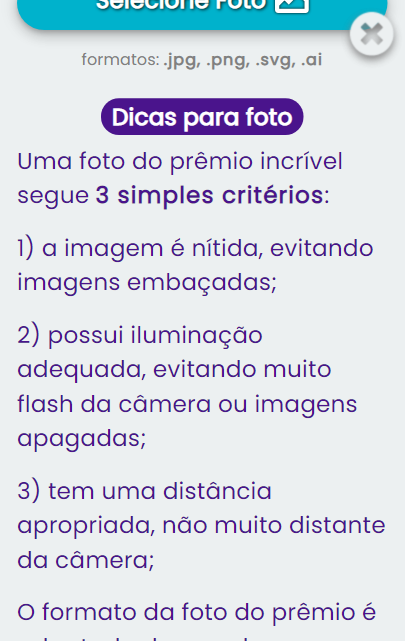 Selecione Foto
formatos: .jpg, .png, .svg, .ai
Dicas para foto
Uma foto do prêmio incrível
segue 3 simples critérios:
1) a imagem é nítida, evitando
imagens embaçadas;
2) possui iluminação
adequada, evitando muito
flash da câmera ou imagens
apagadas;
3) tem uma distância
apropriada, não muito distante
da câmera;
O formato da foto do prêmio é